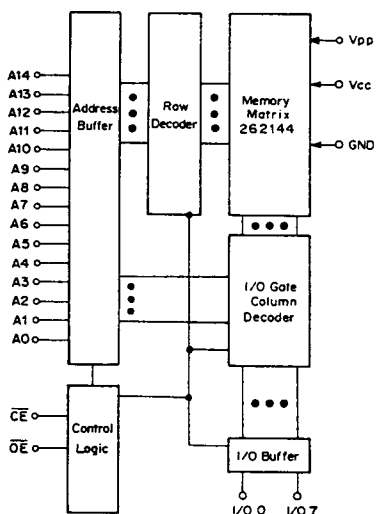 A14
A13
A12
A11
A10
A9
A8
A7
A6
A5
A4
A3
A2
A1
A0
Address
Buffer
Row
Decoder
Memory
Matrix
262144
Vpp
Vcc
GND
I/O Gate
Column
Decoder
CE
OE
Control
Logic
I/O Buffer
I/O 0
I/O 7